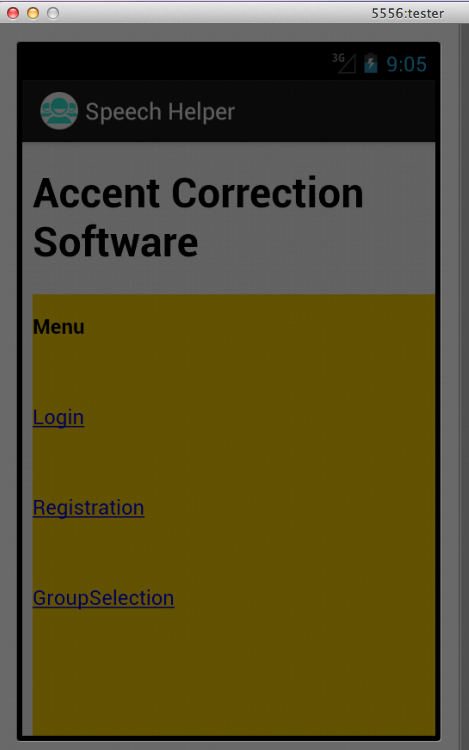 5556:tester
3G 9:05
Speech Helper
Accent Correction
Software
Menu
Login
Registration
GroupSelection